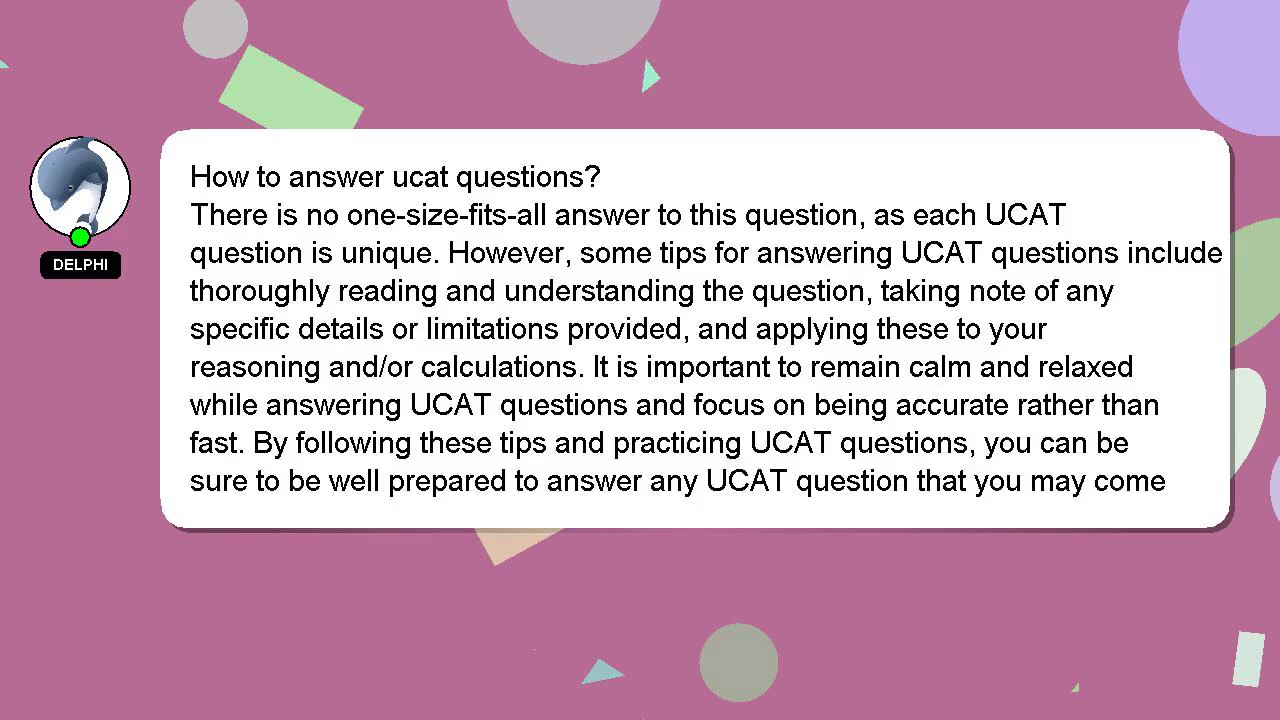 DELPHI
How to answer ucat questions?
There is no one-size-fits-all answer to this question, as each UCAT
question is unique. However, some tips for answering UCAT questions include
thoroughly reading and understanding the question, taking note of any
specific details or limitations provided, and applying these to your
reasoning and/or calculations. It is important to remain calm and relaxed
while answering UCAT questions and focus on being accurate rather than
fast. By following these tips and practicing UCAT questions, you can be
sure to be well prepared to answer any UCAT question that you may come